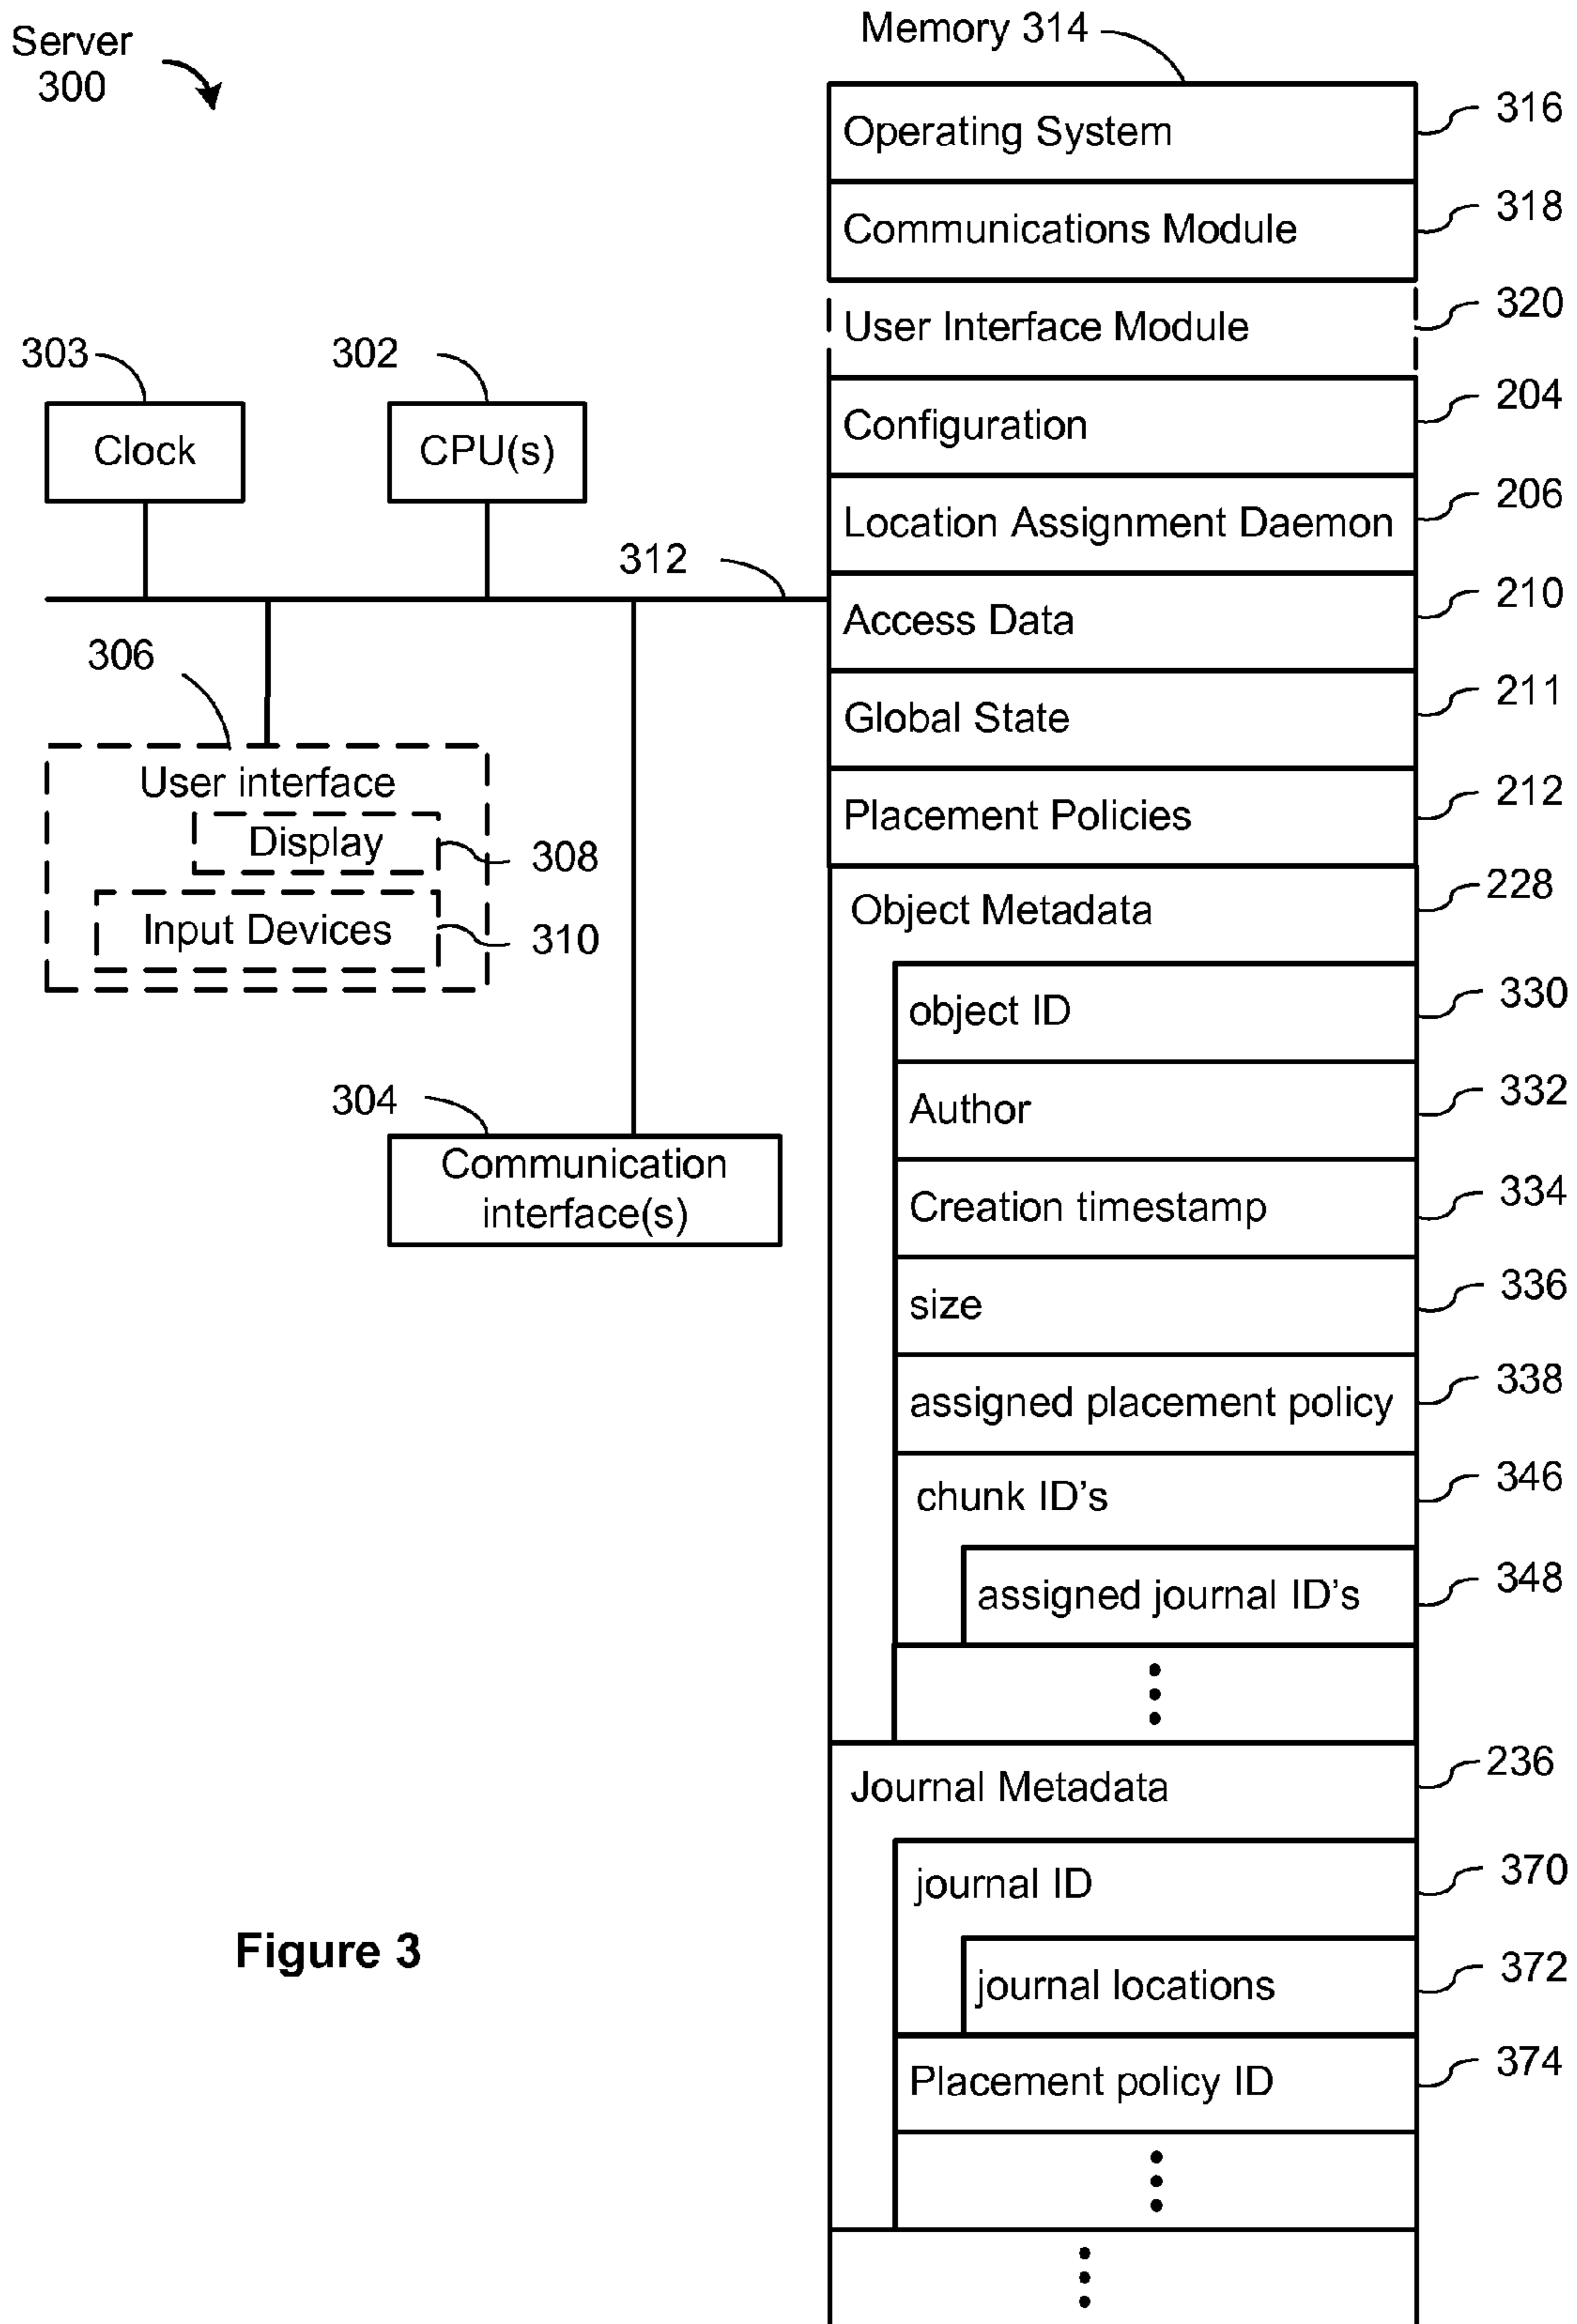 Server
300
Memory 314
Operating System
316
Communications Module
318
User Interface Module
320
Configuration
204
Location Assignment Daemon
206
Access Data
210
Global State
211
Placement Policies
212
Object Metadata
228
object ID
330
Author
332
Creation timestamp
334
size
336
assigned placement policy
338
chunk ID's
346
assigned journal ID's
348
Journal Metadata
236
journal ID
370
journal locations
372
Placement policy ID
374
303
Clock
302
CPU(s)
312
306
User interface
Display
308
Input Devices
310
304
Communication
interface(s)
Figure 3